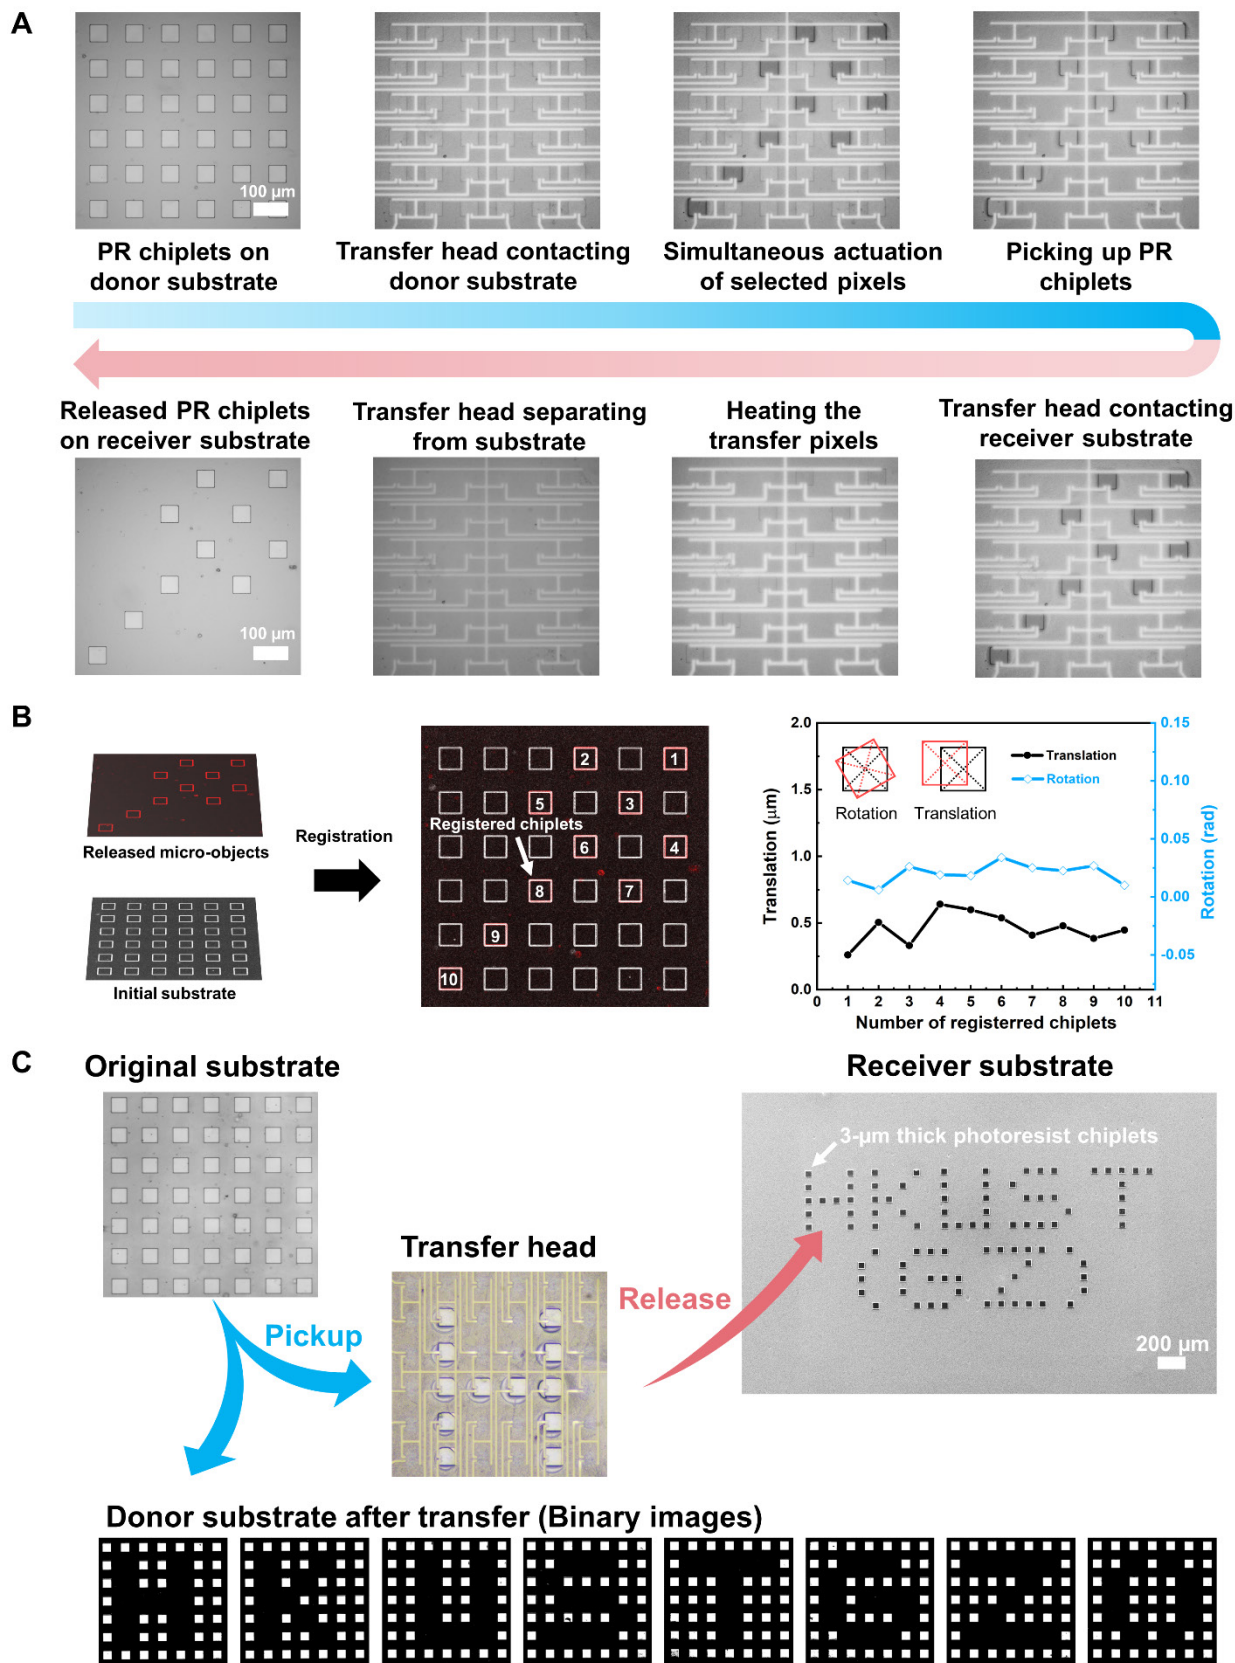 A
100 μm
PR chiplets on
donor substrate
Transfer head contacting
donor substrate
Simultaneous actuation
of selected pixels
Picking up PR
chiplets
Released PR chiplets
on receiver substrate
Transfer head separating
from substrate
Heating the
transfer pixels
Transfer head contacting
receiver substrate
100 μm
B
Released micro-objects
Initial substrate
Registration
2
1
5
3
Registered chiplets
6
4
8
7
9
10
2.0
1.5
1.0
0.5
0.0
Translation (μm)
Rotation
Translation
Translation
Rotation
0.15
0.10
0.05
0.00
-0.05
Rotation (rad)
0 1 2 3 4 5 6 7 8 9 10 11
Number of registerred chiplets
C
Original substrate
Receiver substrate
3-μm thick photoresist chiplets
HKUST
(GZ)
200 μm
Transfer head
Pickup
Release
Donor substrate after transfer (Binary images)